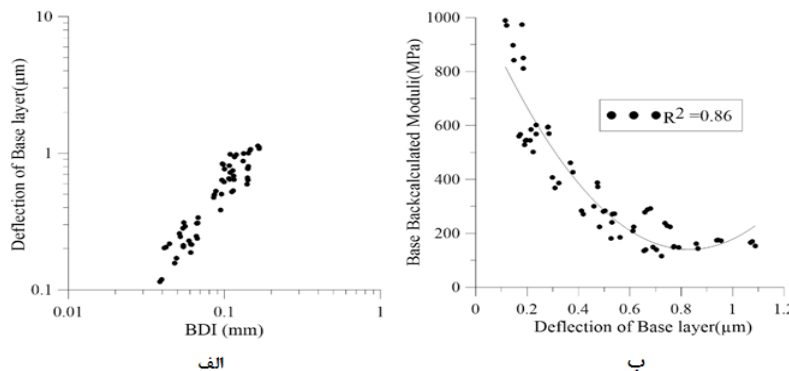 Deflection of Base layer(µm)
10
1
0.1
0.01
0.1
1
BDI (mm)
الف
Base Backcalculated Moduli(MPa)
1000
800
600
400
200
0
R² =0.86
0
0.2
0.4
0.6
0.8
1
1.2
Deflection of Base layer(µm)
ب